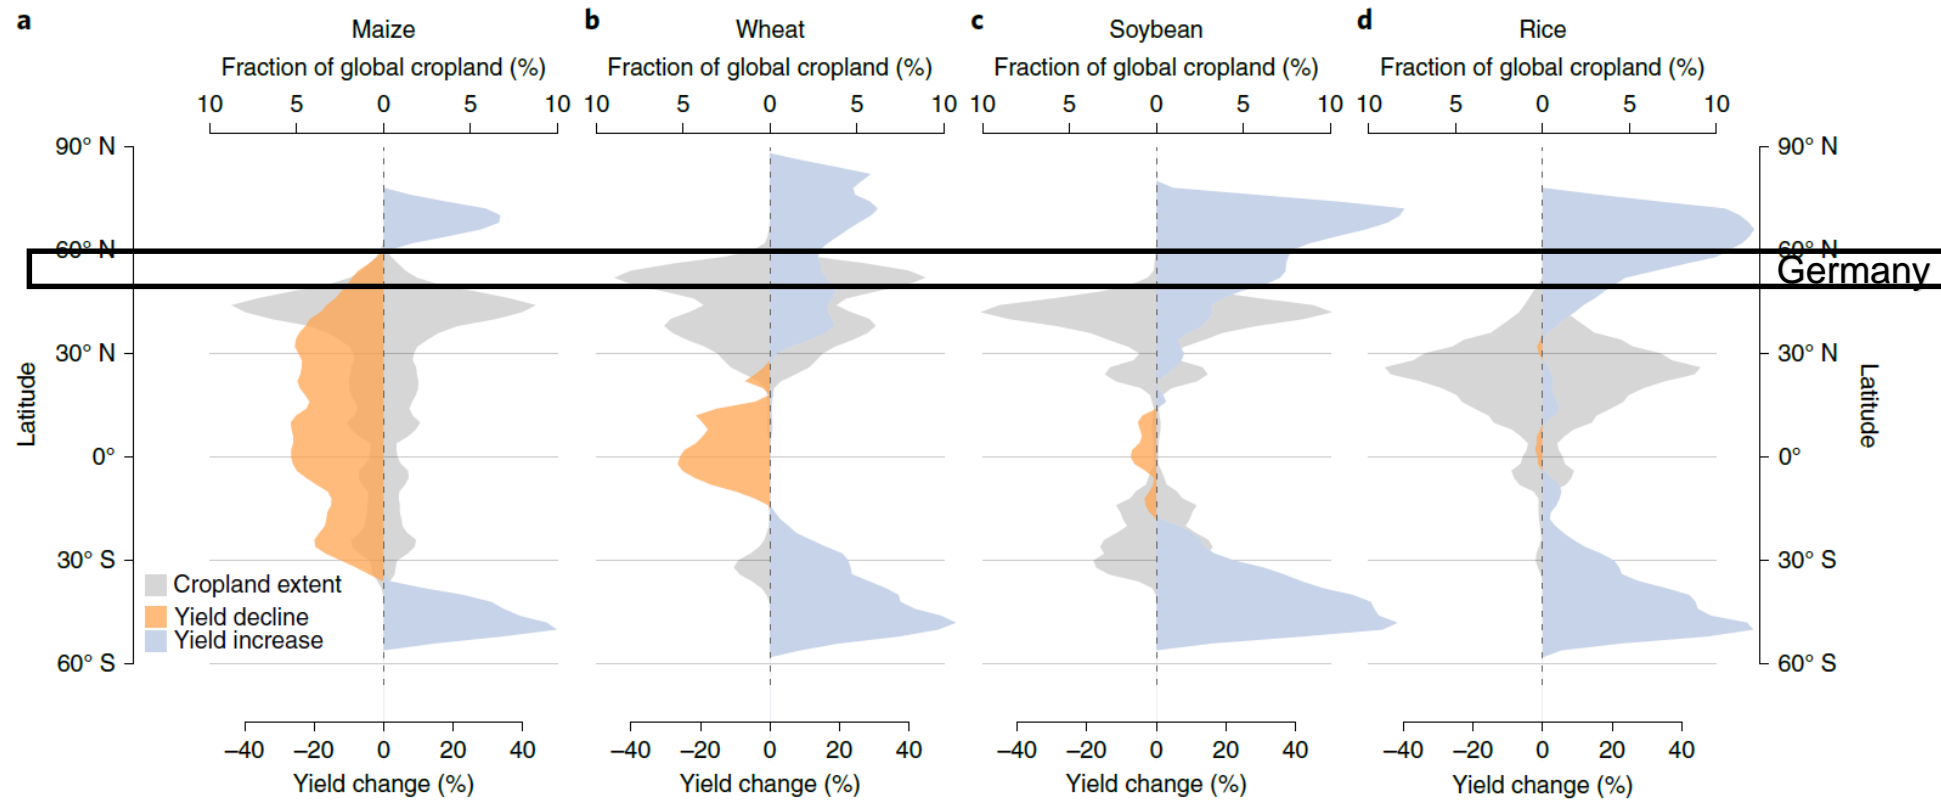 a Maize b Wheat c Soybean d Rice
Fraction of global cropland (%) Fraction of global cropland (%) Fraction of global cropland (%) Fraction of global cropland (%)
10 5 0 5 10 10 5 0 5 10 10 5 0 5 10 10 5 0 5 10
90° N 90° N
60° N 60° N
Germany
30° N 30° N
Latitude Latitude
0° 0°
30° S 30° S
Cropland extent
Yield decline
Yield increase
60° S 60° S
–40 –20 0 20 40 –40 –20 0 20 40 –40 –20 0 20 40 –40 –20 0 20 40
Yield change (%) Yield change (%) Yield change (%) Yield change (%)